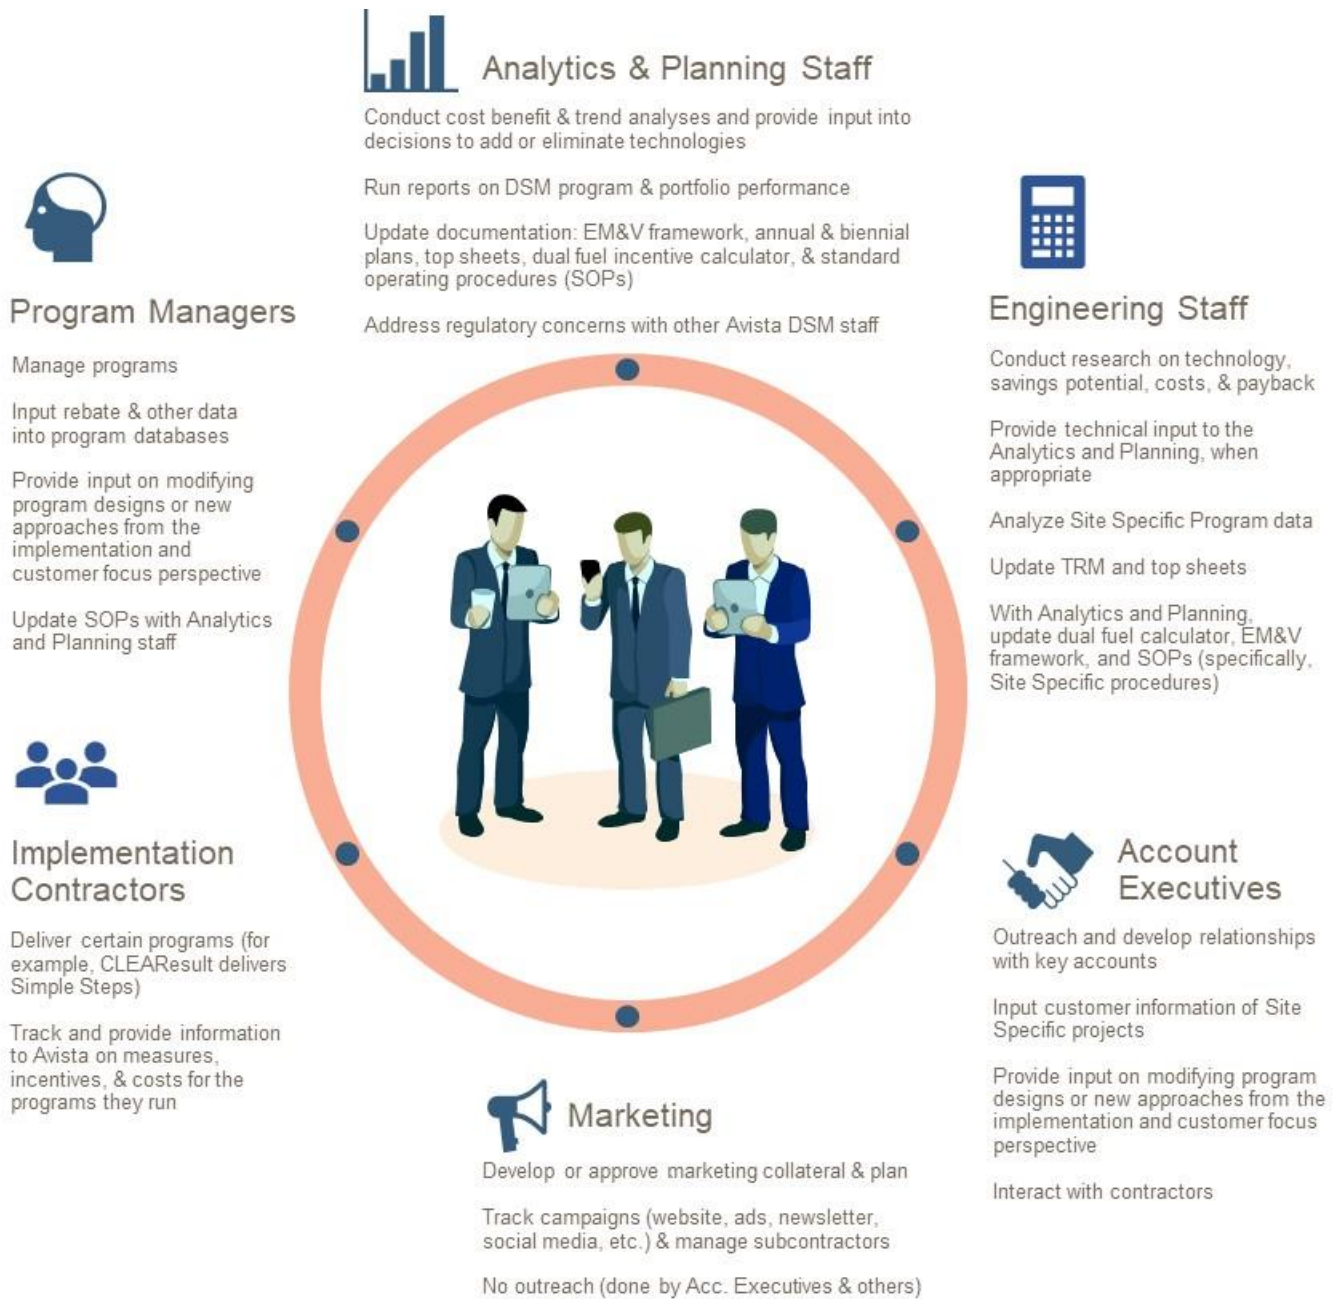 Analytics & Planning Staff
Conduct cost benefit & trend analyses and provide input into
decisions to add or eliminate technologies
Run reports on DSM program & portfolio performance
Update documentation: EM&V framework, annual & biennial
plans, top sheets, dual fuel incentive calculator, & standard
operating procedures (SOPs)
Address regulatory concerns with other Avista DSM staff
Program Managers
Manage programs
Input rebate & other data
into program databases
Provide input on modifying
program designs or new
approaches from the
implementation and
customer focus perspective
Update SOPs with Analytics
and Planning staff
Engineering Staff
Conduct research on technology,
savings potential, costs, & payback
Provide technical input to the
Analytics and Planning, when
appropriate
Analyze Site Specific Program data
Update TRM and top sheets
With Analytics and Planning,
update dual fuel calculator, EM&V
framework, and SOPs (specifically,
Site Specific procedures)
Implementation
Contractors
Deliver certain programs (for
example, CLEAResult delivers
Simple Steps)
Track and provide information
to Avista on measures,
incentives, & costs for the
programs they run
Account
Executives
Outreach and develop relationships
with key accounts
Input customer information of Site
Specific projects
Provide input on modifying program
designs or new approaches from the
implementation and customer focus
perspective
Interact with contractors
Marketing
Develop or approve marketing collateral & plan
Track campaigns (website, ads, newsletter,
social media, etc.) & manage subcontractors
No outreach (done by Acc. Executives & others)